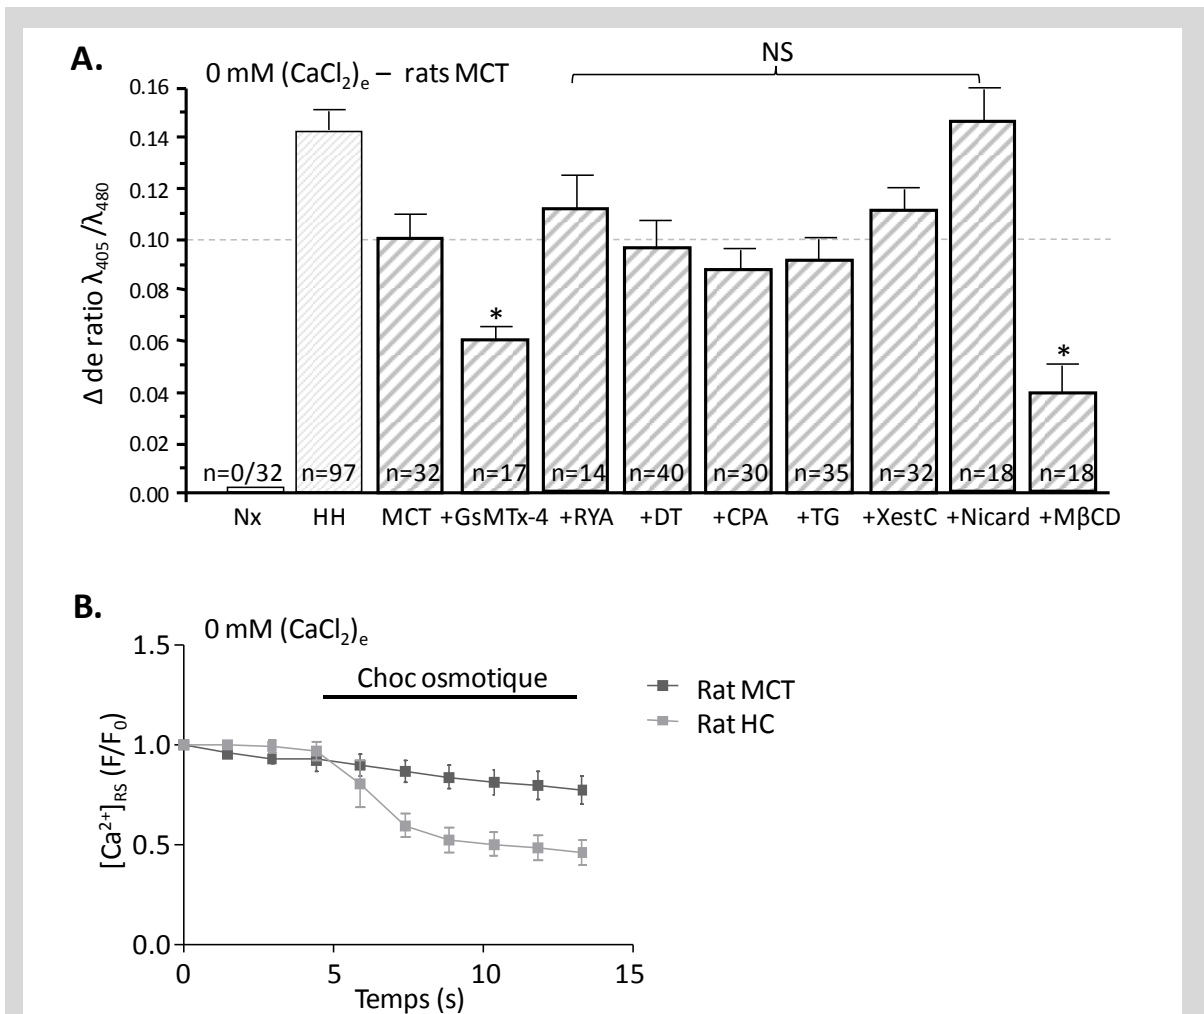 A.
0 mM (CaCl₂)ₑ – rats MCT
NS
Δ de ratio λ₄₀₅ /λ₄₈₀
0.16
0.14
0.12
0.10
0.08
0.06
0.04
0.02
0.00
*
*
n=0/32 n=97 n=32 n=17 n=14 n=40 n=30 n=35 n=32 n=18 n=18
Nx HH MCT +GsMTx-4 +RYA +DT +CPA +TG +XestC +Nicard +MβCD
B.
0 mM (CaCl₂)ₑ
Choc osmotique
Rat MCT
Rat HC
[Ca²⁺]RS (F/F₀)
1.5
1.0
0.5
0.0
0 5 10 15
Temps (s)